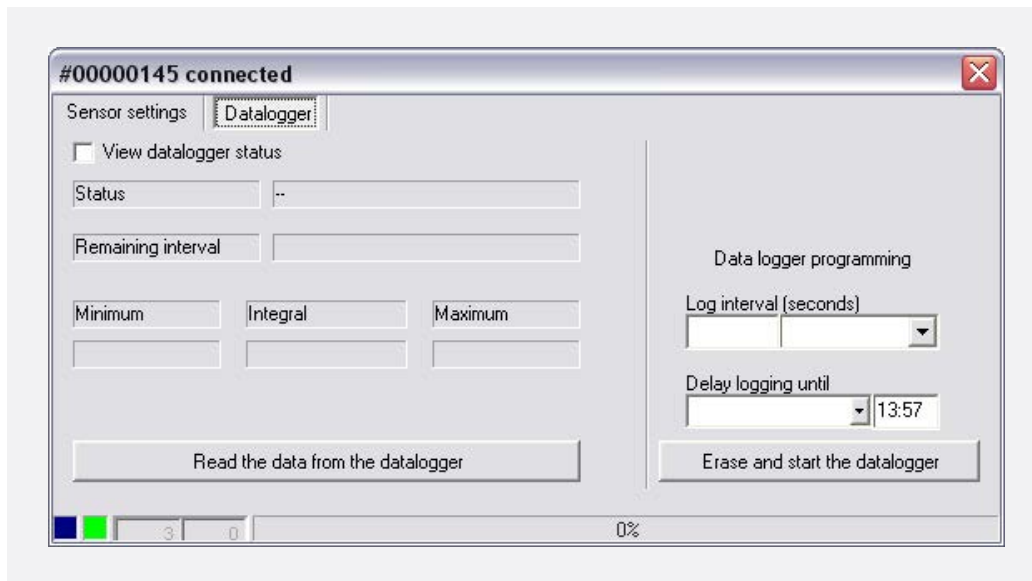 #00000145 connected
Sensor settings
Datalogger
View datalogger status
Status
--
Remaining interval
Minimum
Integral
Maximum
Read the data from the datalogger
Data logger programming
Log interval (seconds)
Delay logging until
13:57
Erase and start the datalogger
3
0
0%